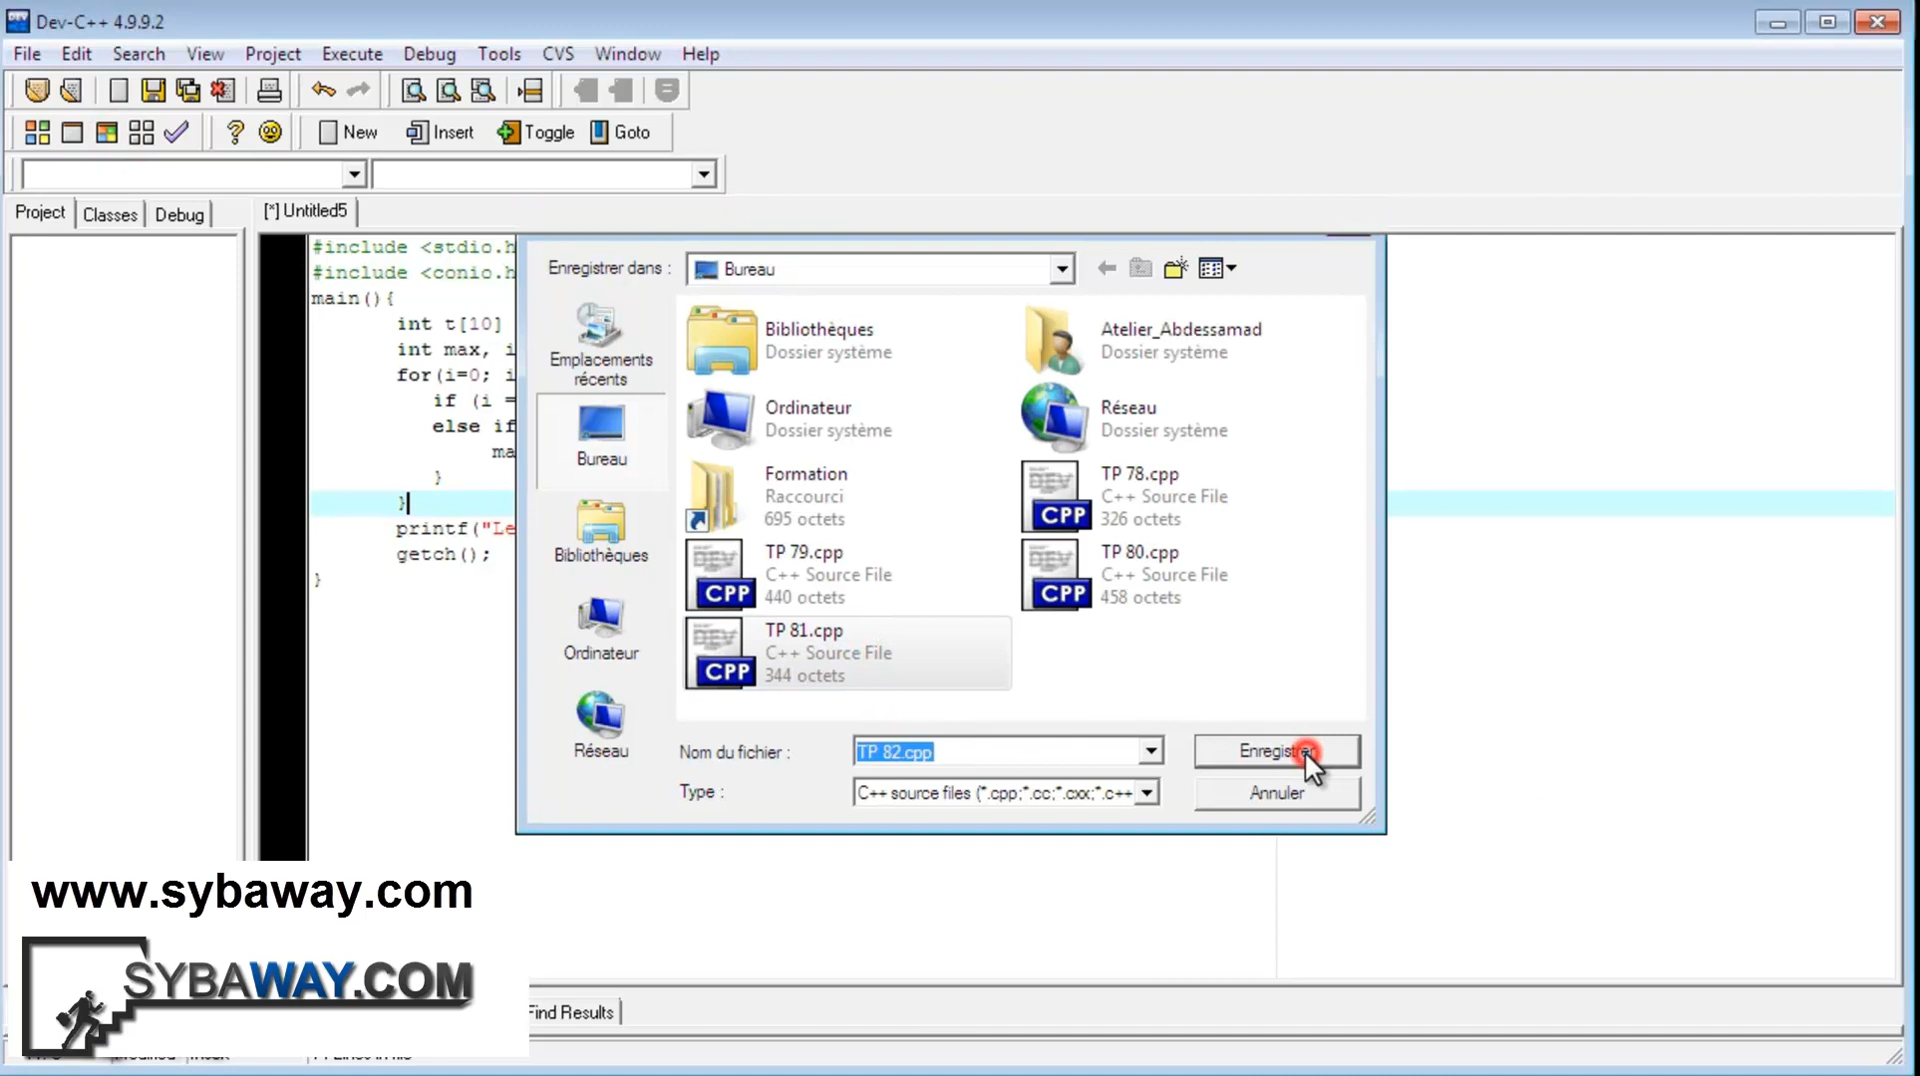 Dev-C++ 4.9.9.2
File Edit Search View Project Execute Debug Tools CVS Window Help
New Insert Toggle Goto
Project Classes Debug [*] Untitled5
#include <stdio.h
#include <conio.h
main(){
int t[10]
int max, i
for(i=0; i
if (i =
else if
ma
}
}
printf("Le
getch();
}
Enregistrer dans : Bureau
Emplacements récents
Bureau
Bibliothèques
Ordinateur
Réseau
Bibliothèques
Dossier système
Atelier_Abdessamad
Dossier système
Ordinateur
Dossier système
Réseau
Dossier système
Formation
Raccourci
695 octets
TP 78.cpp
C++ Source File
326 octets
TP 79.cpp
C++ Source File
440 octets
TP 80.cpp
C++ Source File
458 octets
TP 81.cpp
C++ Source File
344 octets
Nom du fichier : TP 82.cpp Enregistrer
Type : C++ source files (*.cpp;*.cc;*.cxx;*.c++ Annuler
www.sybaway.com
SYBAWAY.COM
Find Results